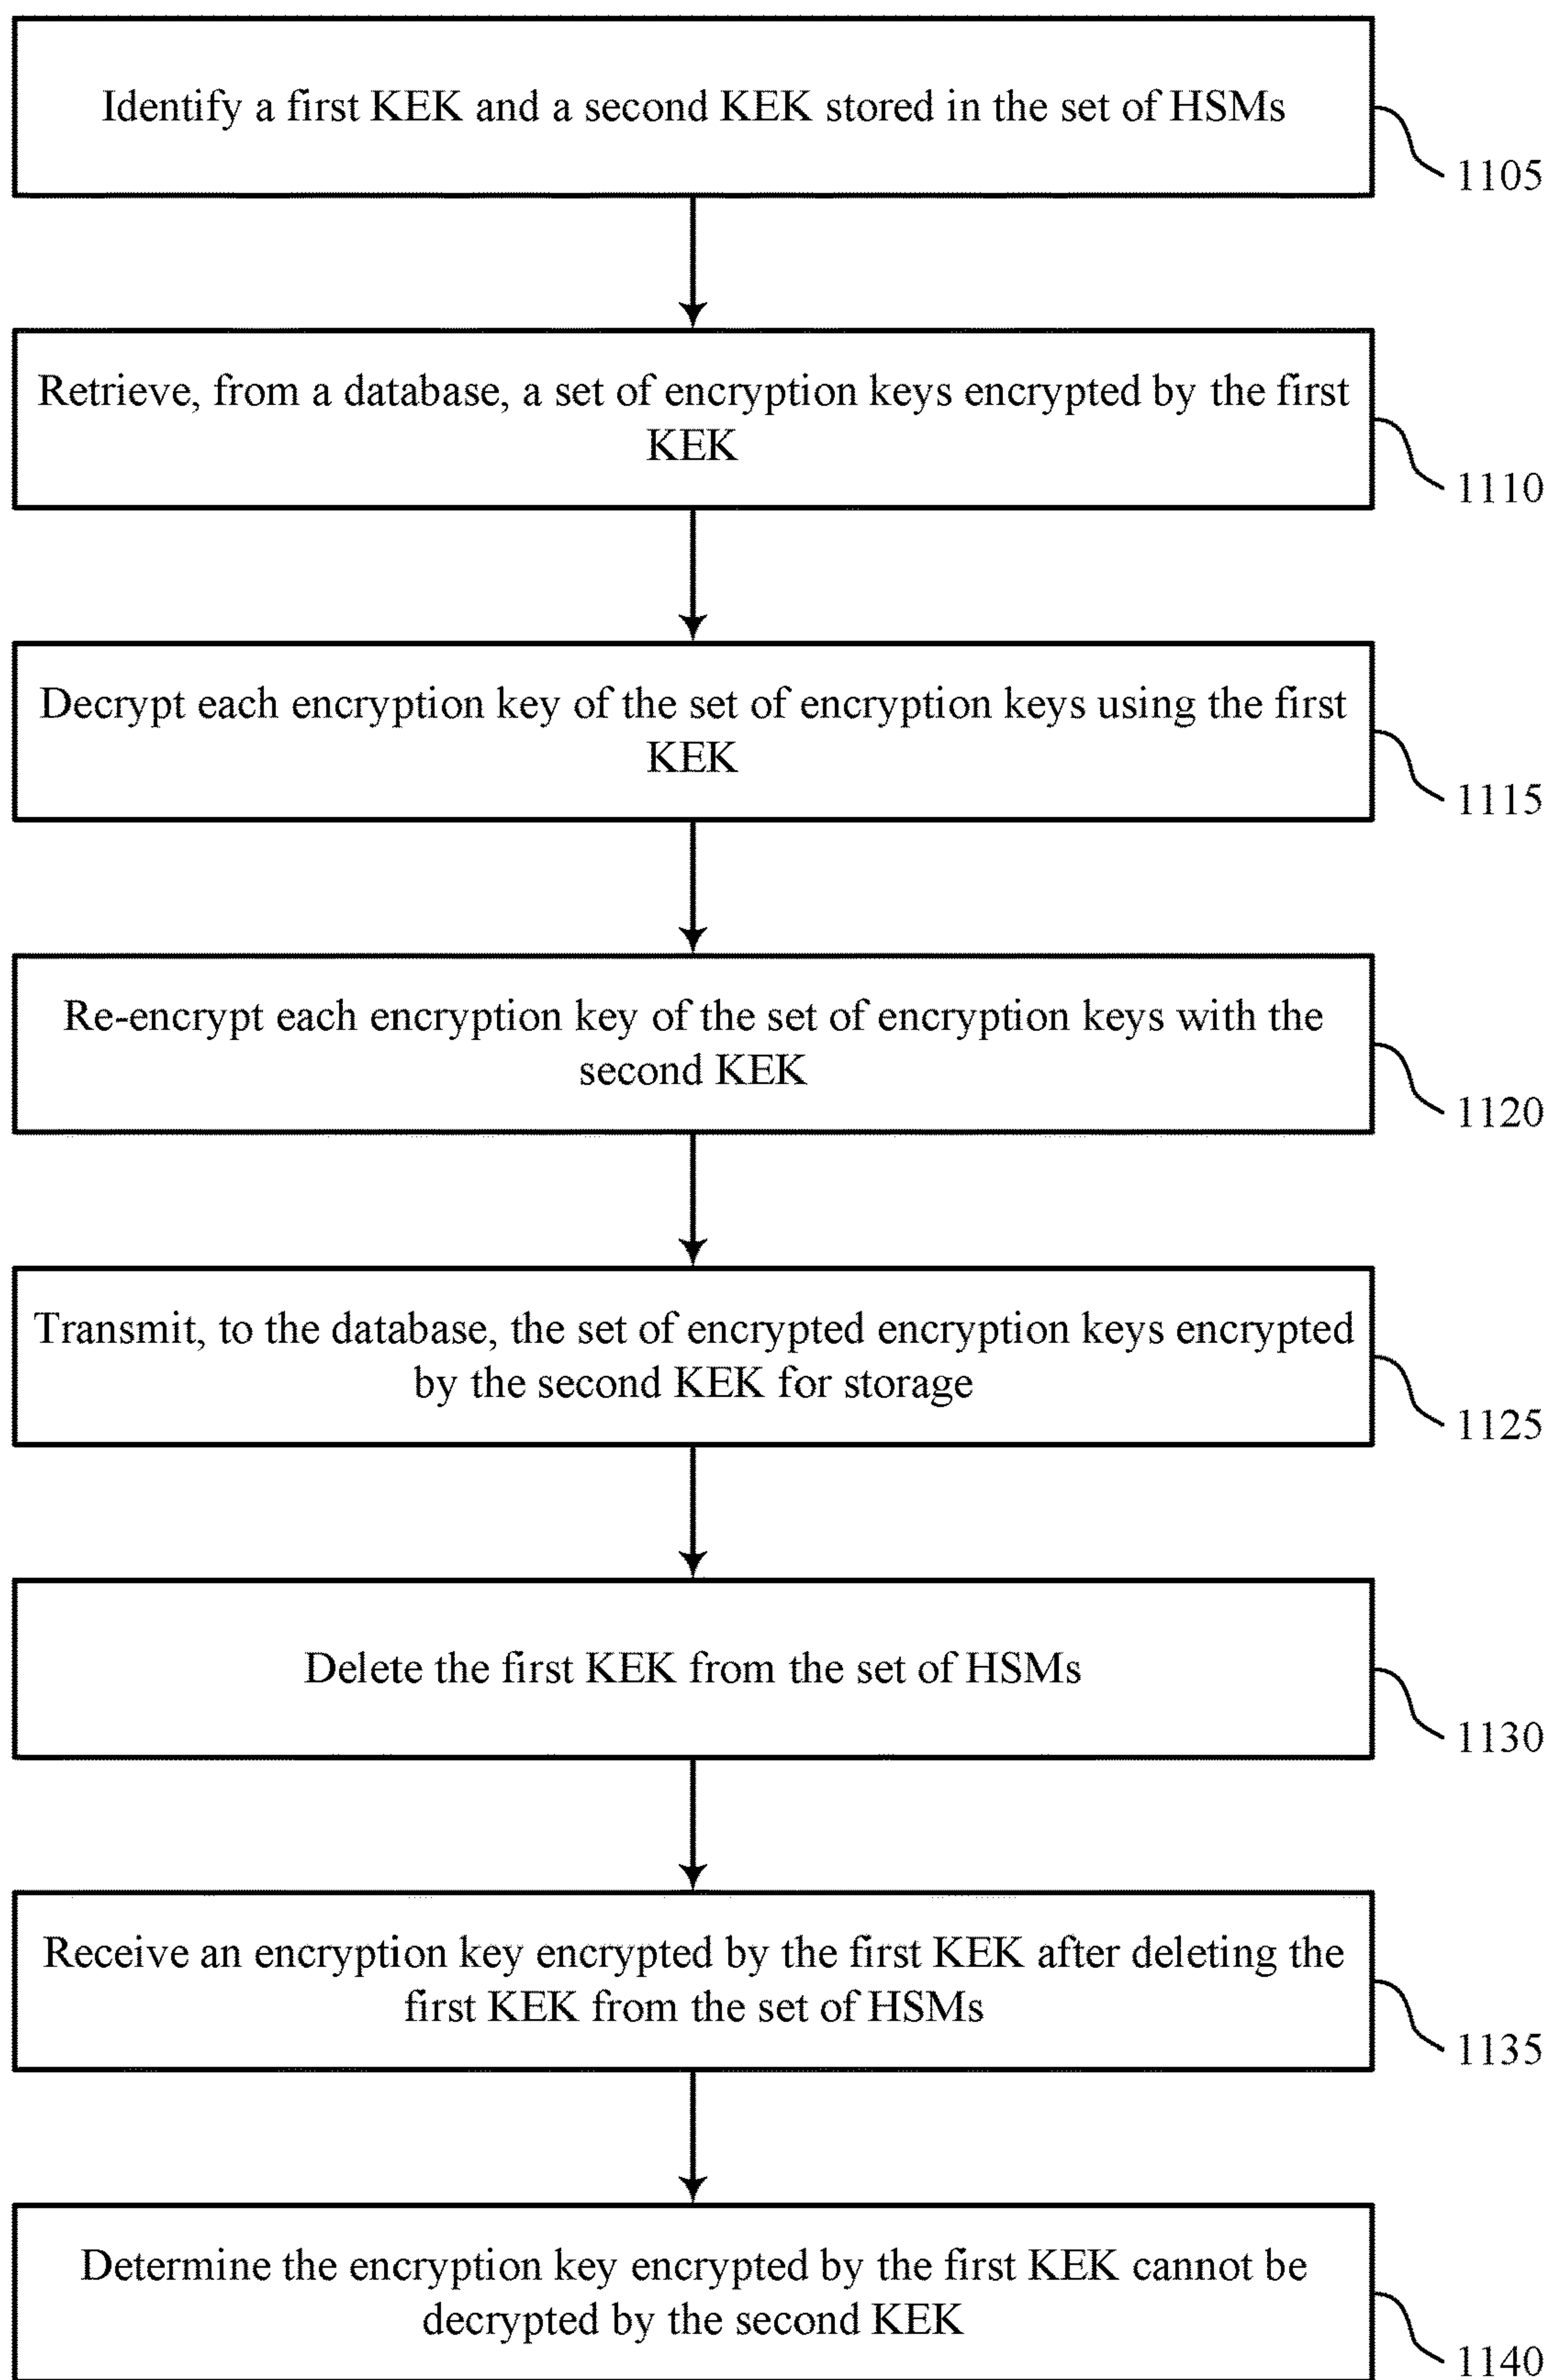 Identify a first KEK and a second KEK stored in the set of HSMs
1105
Retrieve, from a database, a set of encryption keys encrypted by the first
KEK
1110
Decrypt each encryption key of the set of encryption keys using the first
KEK
1115
Re-encrypt each encryption key of the set of encryption keys with the
second KEK
1120
Transmit, to the database, the set of encrypted encryption keys encrypted
by the second KEK for storage
1125
Delete the first KEK from the set of HSMs
1130
Receive an encryption key encrypted by the first KEK after deleting the
first KEK from the set of HSMs
1135
Determine the encryption key encrypted by the first KEK cannot be
decrypted by the second KEK
1140